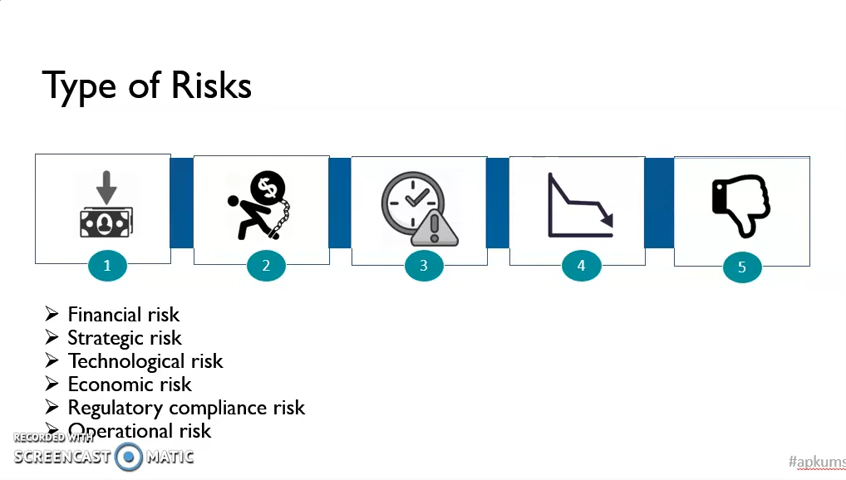 Type of Risks
1 2 3 4 5
Financial risk
Strategic risk
Technological risk
Economic risk
Regulatory compliance risk
Operational risk
RECORDED WITH
SCREENCAST MATIC
#apkums